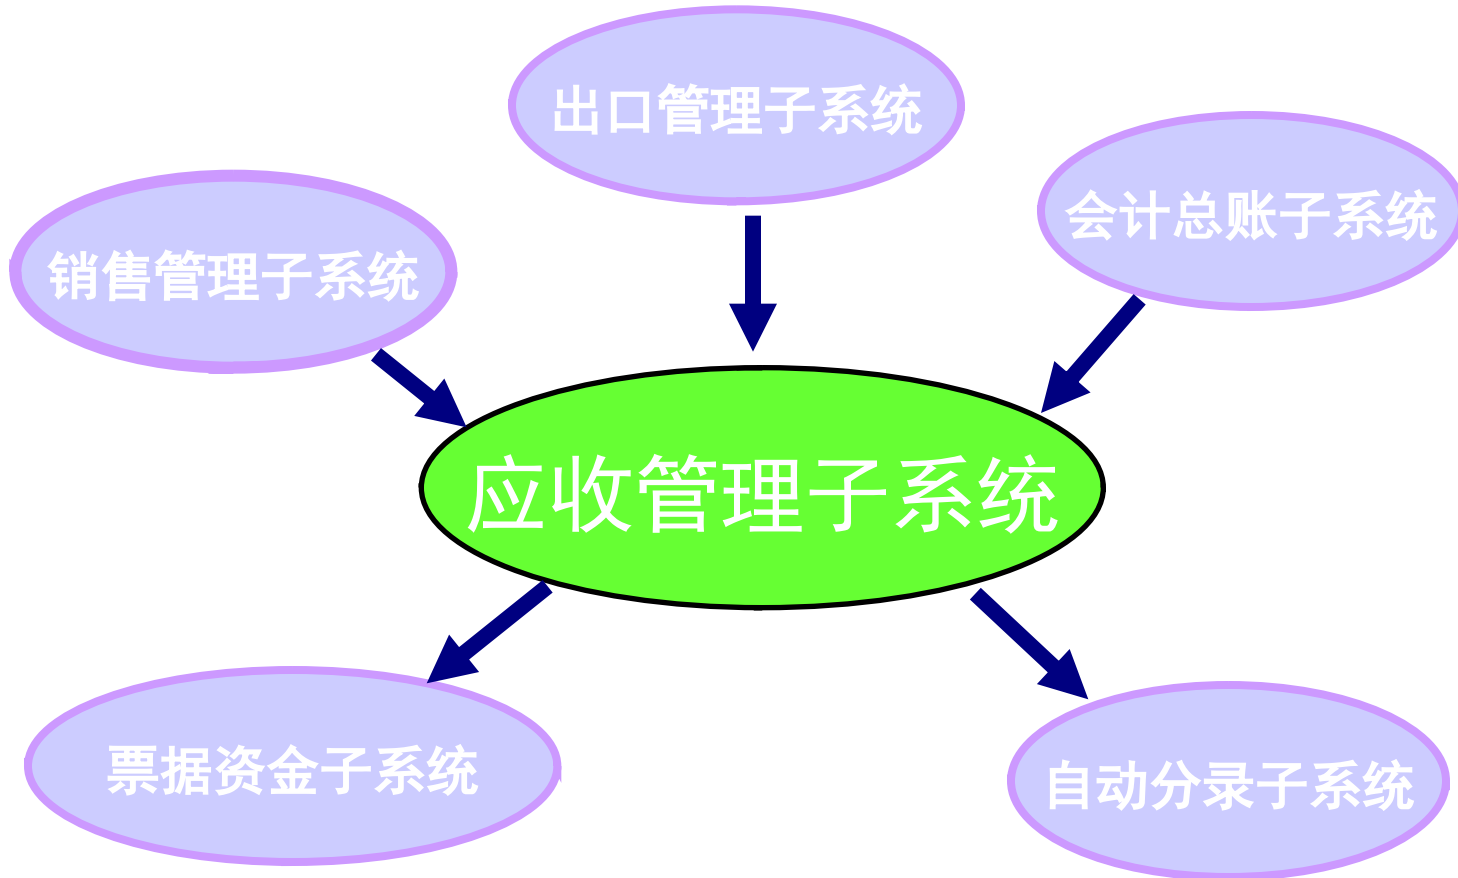 出口管理子系统
会计总账子系统
销售管理子系统
应收管理子系统
票据资金子系统
自动分录子系统